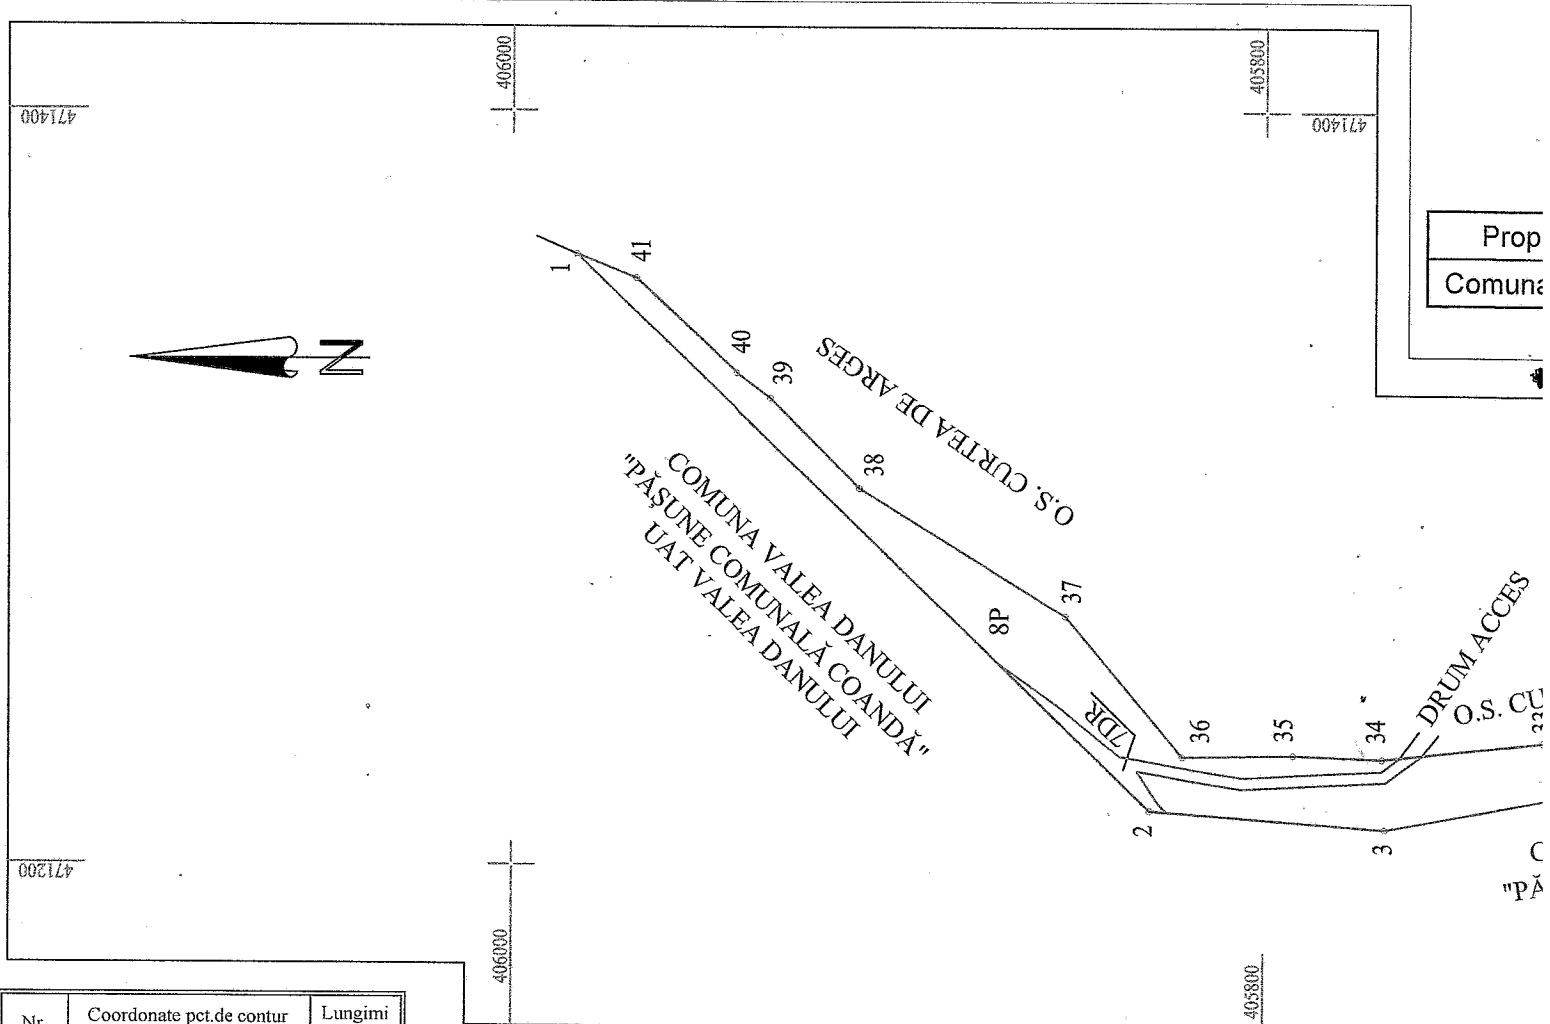 406000
405800
471400
471400
Prop
Comuna
1
41
N
40
39
O.S. CURTEA DE ARGES
38
COMUNA VALEA DANULUI
"PĂȘUNE COMUNALĂ COANDĂ"
UAT VALEA DANULUI
37
8P
DRUM ACCES
7DR
O.S. CU
36
35
34
33
2
3
471200
"PĂ
406000
405800
Nr
Coordonate pct.de contur
Lungimi